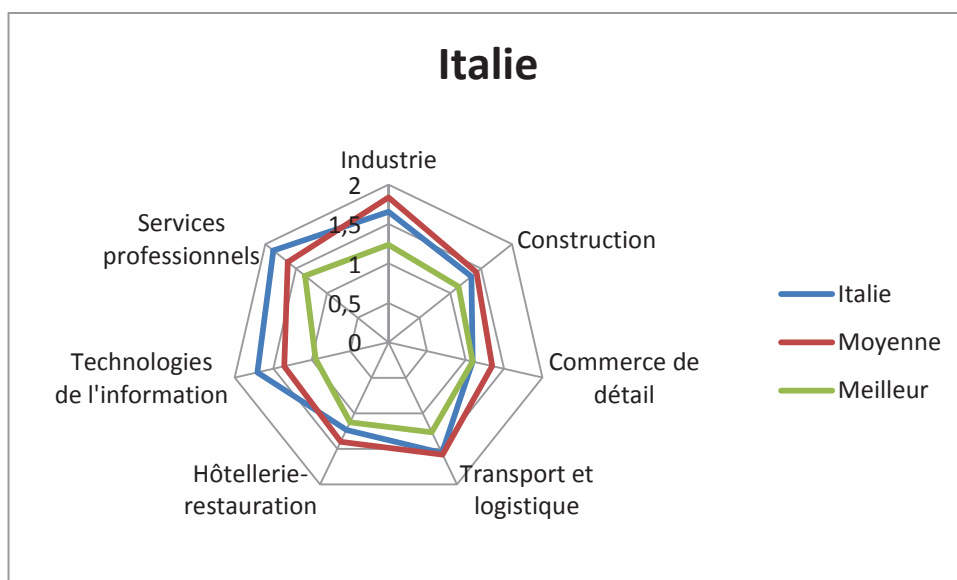 Italie
Industrie
2
1,5
1
0,5
0
Construction
Commerce de
détail
Transport et
logistique
Hôtellerie-
restauration
Technologies
de l'information
Services
professionnels
Italie
Moyenne
Meilleur